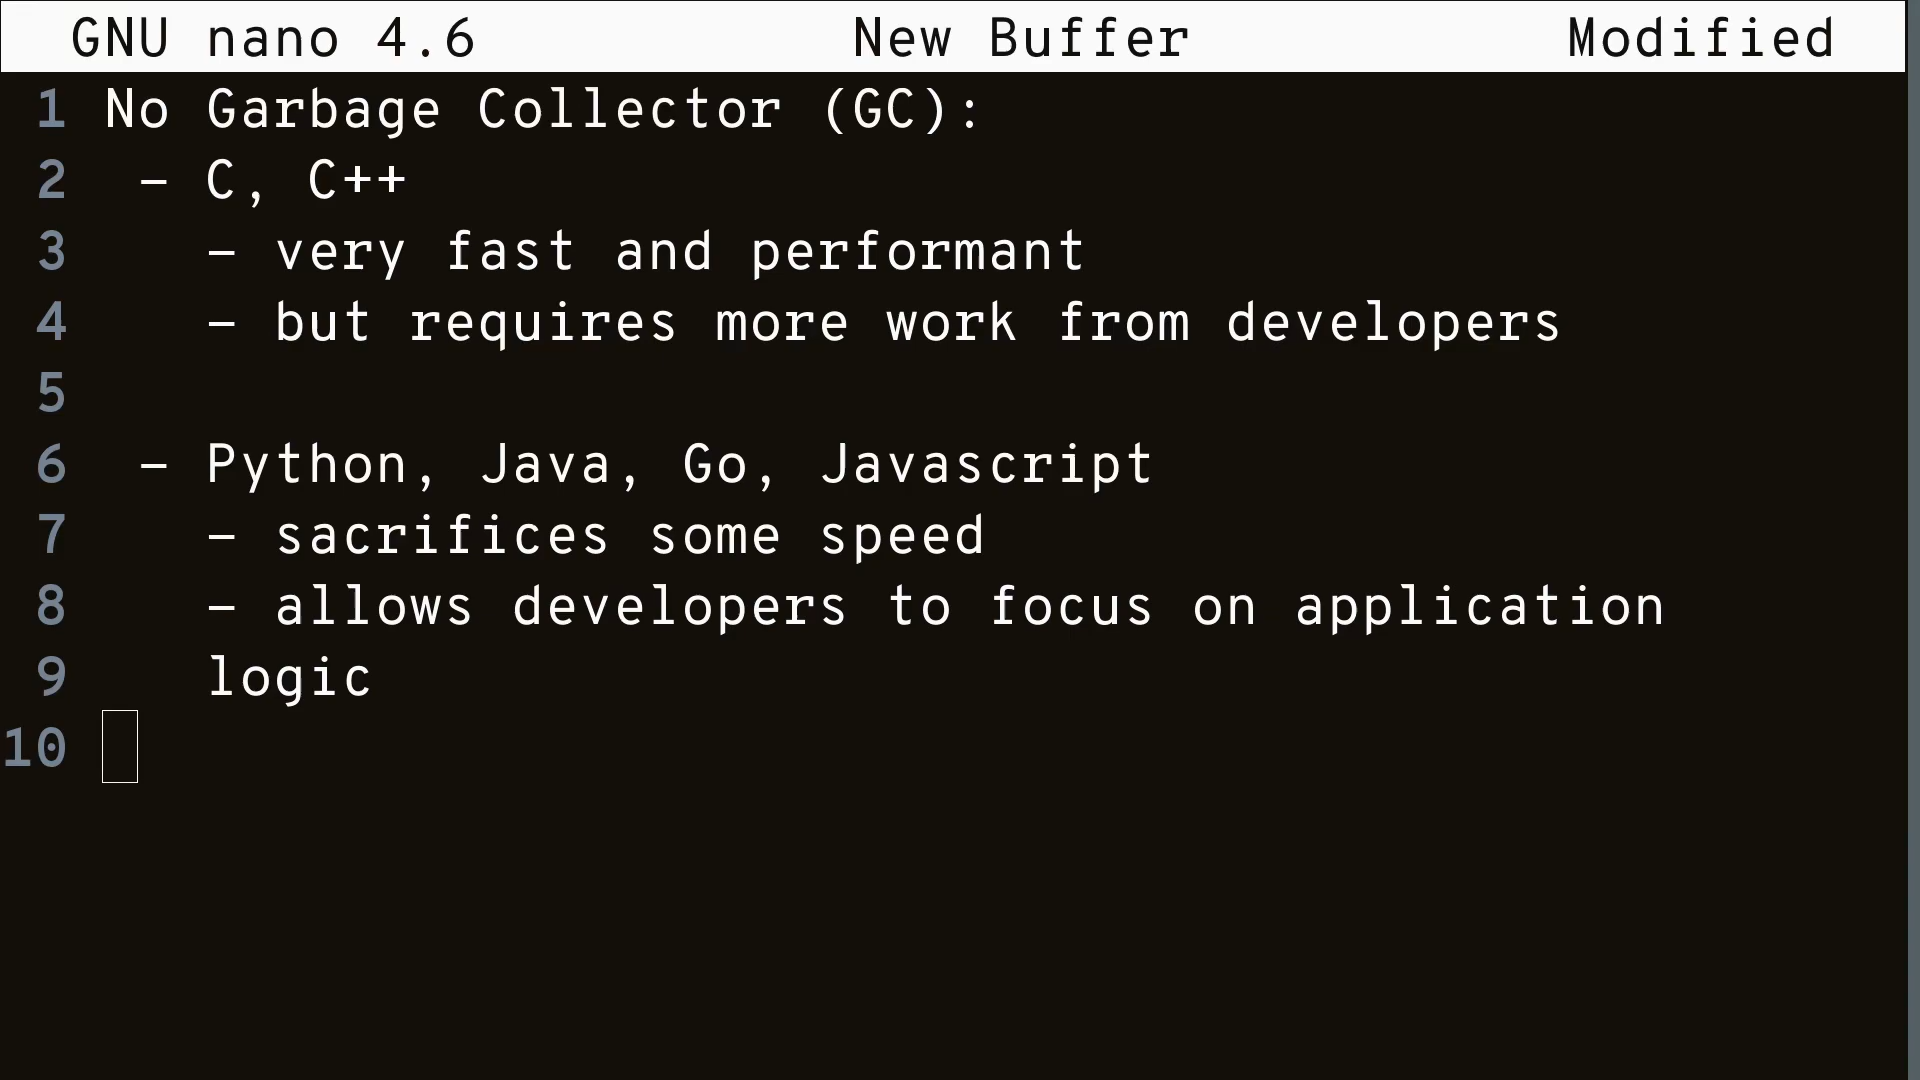 GNU nano 4.6 New Buffer Modified
1 No Garbage Collector (GC):
2 - C, C++
3 - very fast and performant
4 - but requires more work from developers
5
6 - Python, Java, Go, Javascript
7 - sacrifices some speed
8 - allows developers to focus on application
9 logic
10